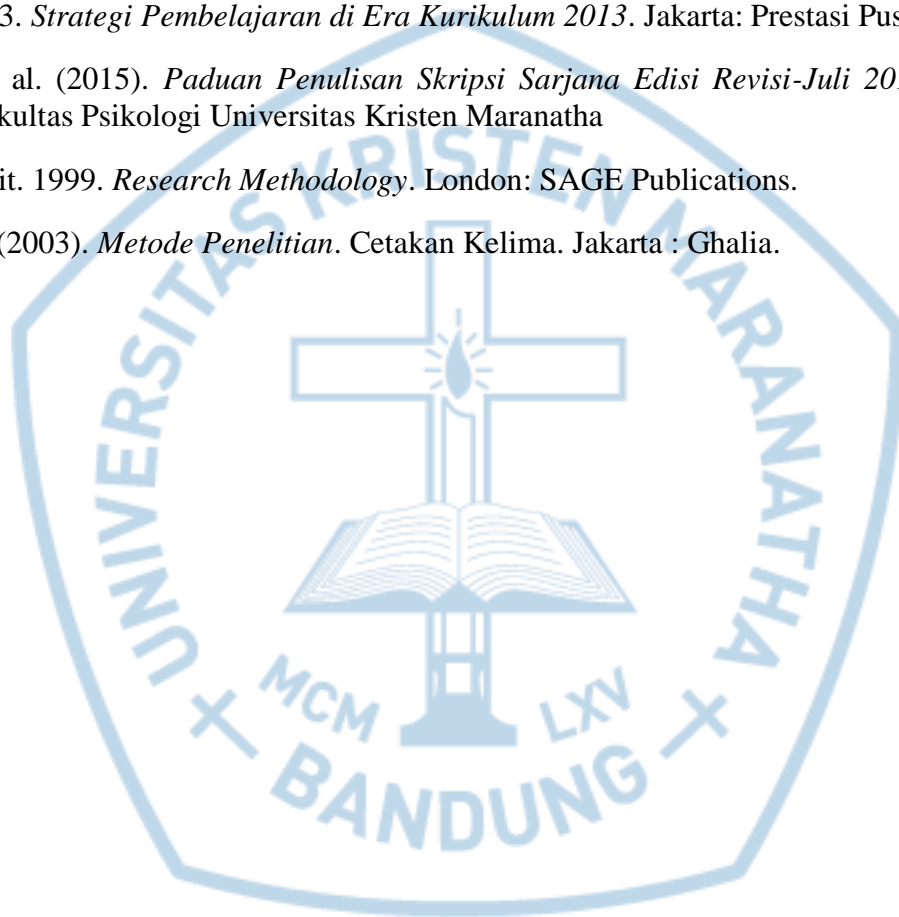 3. Strategi Pembelajaran di Era Kurikulum 2013. Jakarta: Prestasi Pus
al. (2015). Paduan Penulisan Skripsi Sarjana Edisi Revisi-Juli 20
kultas Psikologi Universitas Kristen Maranatha
it. 1999. Research Methodology. London: SAGE Publications.
(2003). Metode Penelitian. Cetakan Kelima. Jakarta : Ghalia.
UNIVERSITAS KRISTEN MARANATHA
MCM LXV
BANDUNG